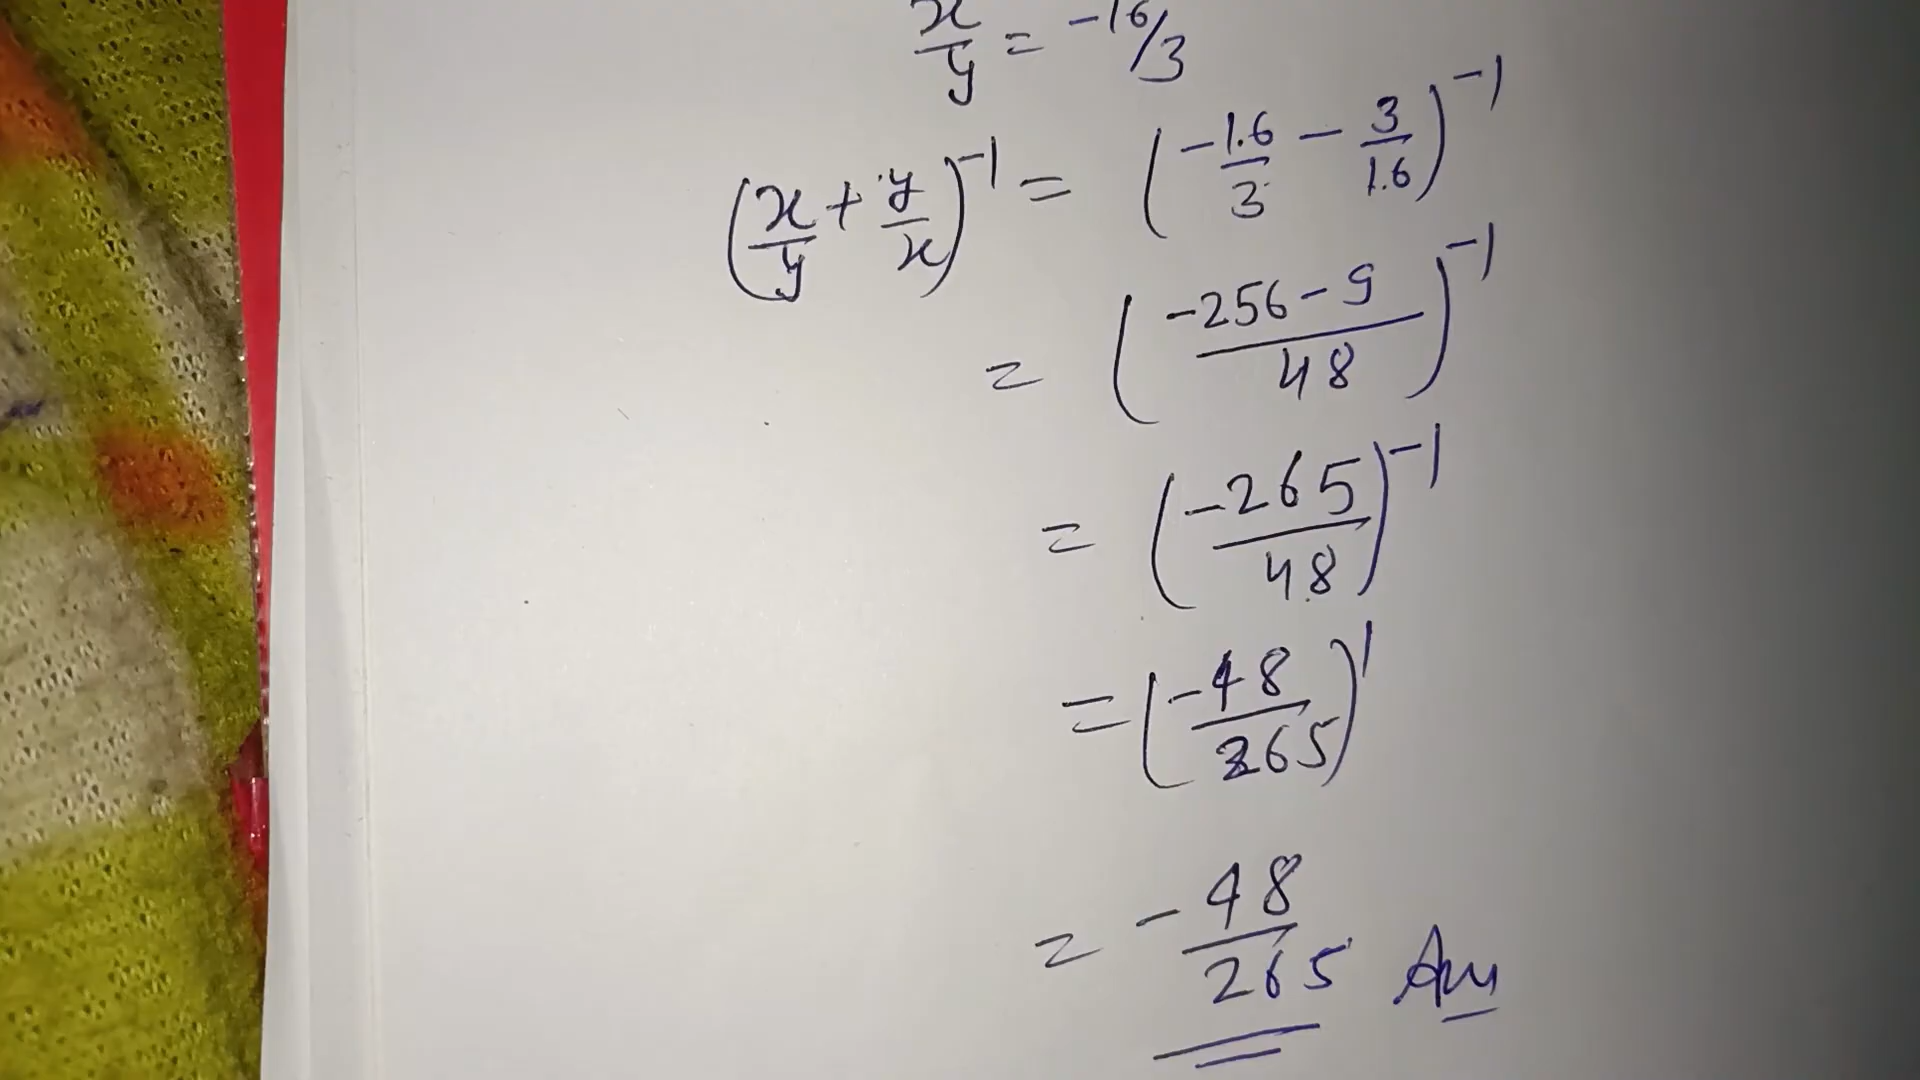 x/y = -16/3
(x/y + y/x)^-1 = (-16/3 - 3/16)^-1
= (-256-9/48)^-1
= (-265/48)^-1
= (-48/265)^1
= -48/265 Ans